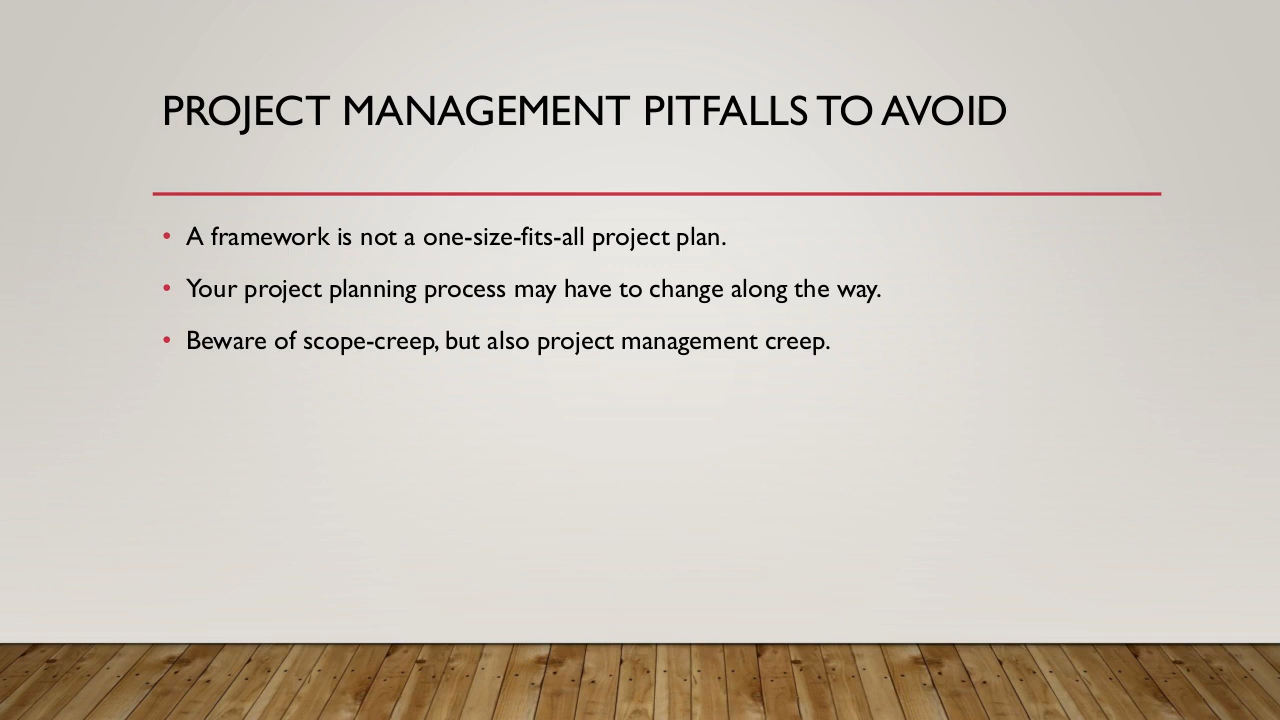 PROJECT MANAGEMENT PITFALLS TO AVOID
• A framework is not a one-size-fits-all project plan.
• Your project planning process may have to change along the way.
• Beware of scope-creep, but also project management creep.